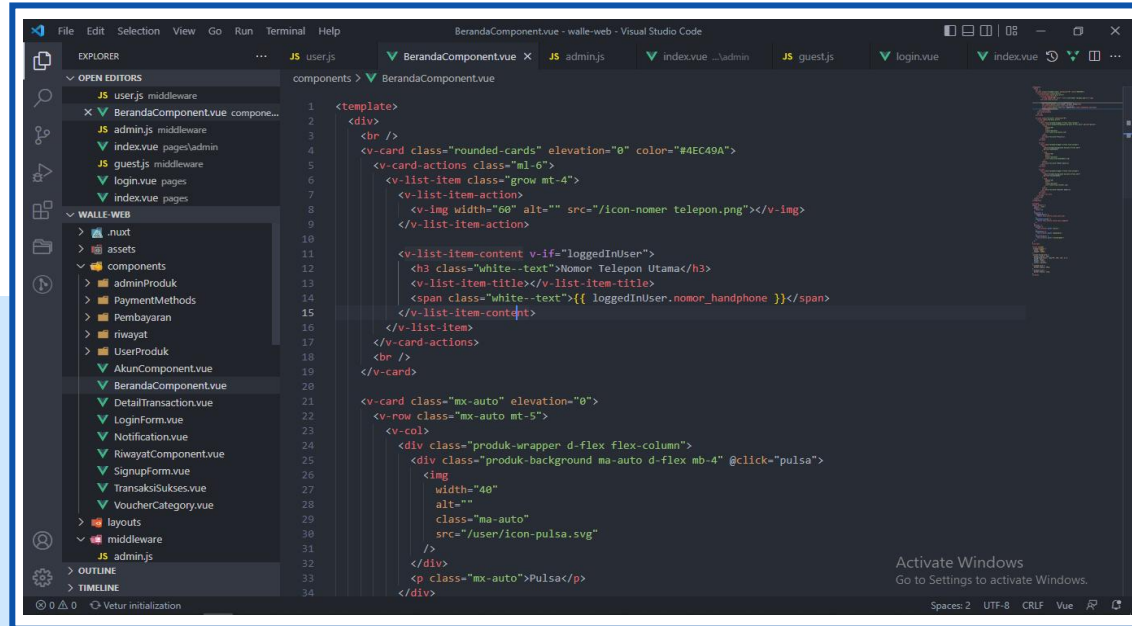 File Edit Selection View Go Run Terminal Help BerandaComponent.vue - walle-web - Visual Studio Code
EXPLORER
JS user.js BerandaComponent.vue JS admin.js index.vue ...\admin JS guest.js login.vue index.vue
OPEN EDITORS
components > BerandaComponent.vue
JS user.js middleware
BerandaComponent.vue compone...
JS admin.js middleware
index.vue pages\admin
JS guest.js middleware
login.vue pages
index.vue pages
WALLE-WEB
.nuxt
assets
components
adminProduk
PaymentMethods
Pembayaran
riwayat
UserProduk
AkunComponent.vue
BerandaComponent.vue
DetailTransaction.vue
LoginForm.vue
Notification.vue
RiwayatComponent.vue
SignupForm.vue
TransaksiSukses.vue
VoucherCategory.vue
layouts
middleware
JS admin.js
OUTLINE
TIMELINE
1 <template>
2 <div>
3 <br />
4 <v-card class="rounded-cards" elevation="0" color="#4EC49A">
5 <v-card-actions class="ml-6">
6 <v-list-item class="grow mt-4">
7 <v-list-item-action>
8 <v-img width="60" alt="" src="/icon-nomer telepon.png"></v-img>
9 </v-list-item-action>
10
11 <v-list-item-content v-if="loggedInUser">
12 <h3 class="white--text">Nomor Telepon Utama</h3>
13 <v-list-item-title></v-list-item-title>
14 <span class="white--text">{{ loggedInUser.nomor_handphone }}</span>
15 </v-list-item-content>
16 </v-list-item>
17 </v-card-actions>
18 <br />
19 </v-card>
20
21 <v-card class="mx-auto" elevation="0">
22 <v-row class="mx-auto mt-5">
23 <v-col>
24 <div class="produk-wrapper d-flex flex-column">
25 <div class="produk-background ma-auto d-flex mb-4" @click="pulsa">
26 <img
27 width="40"
28 alt=""
29 class="ma-auto"
30 src="/user/icon-pulsa.svg"
31 />
32 </div>
33 <p class="mx-auto">Pulsa</p>
34 </div>
Activate Windows
Go to Settings to activate Windows.
0 0 Vetur initialization Spaces: 2 UTF-8 CRLF Vue